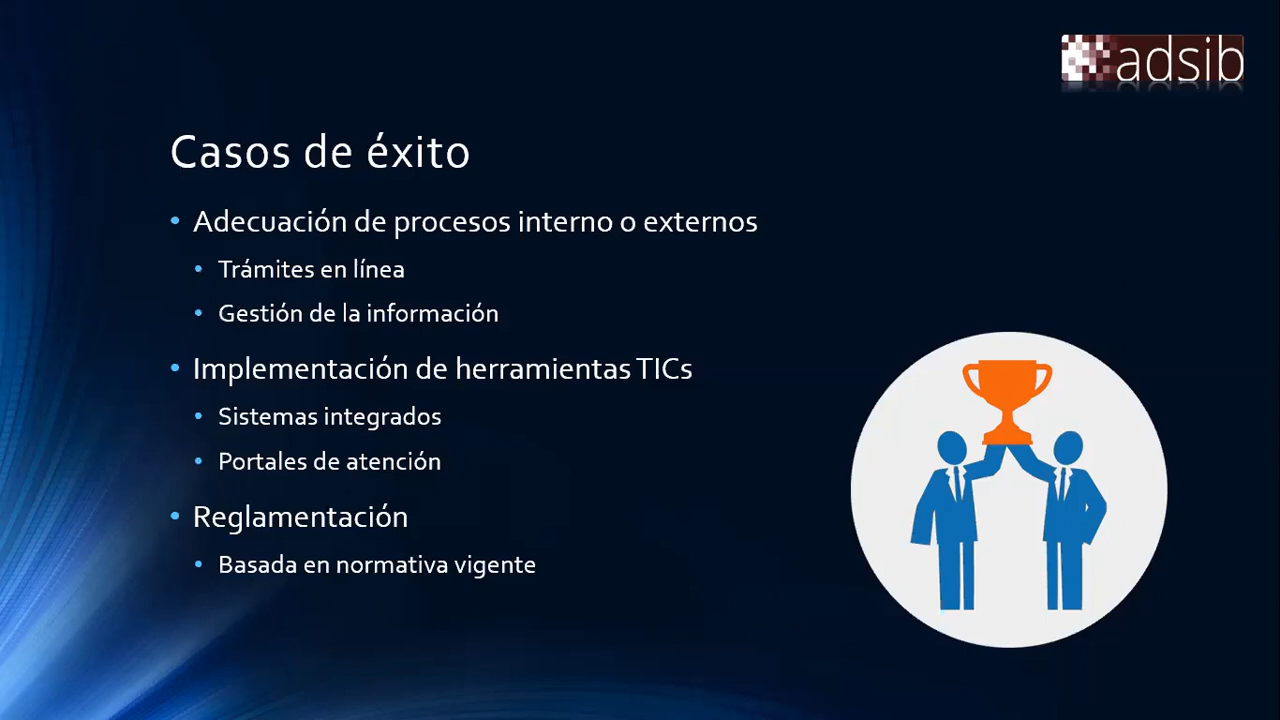 adsib
Casos de éxito
• Adecuación de procesos interno o externos
• Trámites en línea
• Gestión de la información
• Implementación de herramientas TICs
• Sistemas integrados
• Portales de atención
• Reglamentación
• Basada en normativa vigente